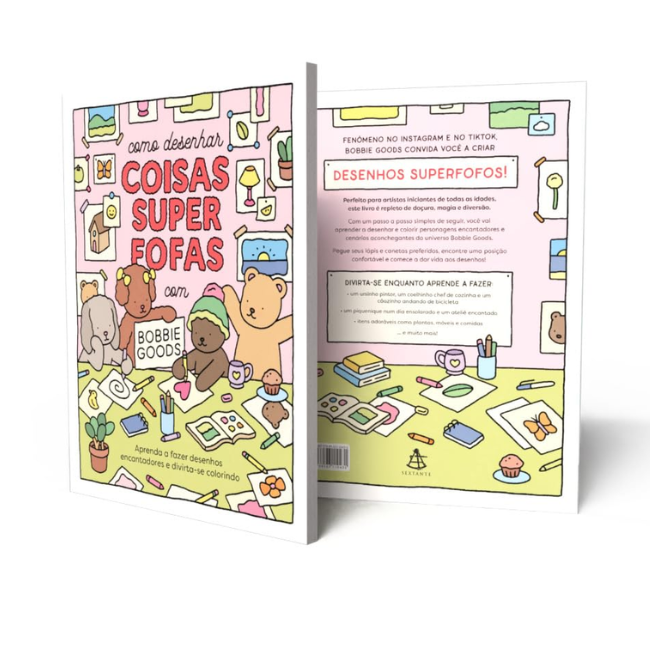 como desenhar
COISAS
SUPER
FOFAS
com
BOBBIE
GOODS
Aprenda a fazer desenhos
encantadores e divirta-se colorindo
FENÔMENO NO INSTAGRAM E NO TIKTOK,
BOBBIE GOODS CONVIDA VOCÊ A CRIAR
DESENHOS SUPERFOFOS!
Perfeito para artistas iniciantes de todas as idades,
este livro é repleto de doçura, magia e diversão.
Com um passo a passo simples de seguir, você vai
aprender a desenhar e colorir personagens encantadores e
cenários aconchegantes do universo Bobbie Goods.
Pegue seus lápis e canetas preferidos, encontre uma posição
confortável e comece a dar vida aos desenhos!
DIVIRTA-SE ENQUANTO APRENDE A FAZER:
- um ursinho pintor, um coelhinho chef de cozinha e um
cãozinho andando de bicicleta
- um piquenique num dia ensolarado e um ateliê encantado
- itens adoráveis como plantas, móveis e comidas
... e muito mais!
SEXTANTE